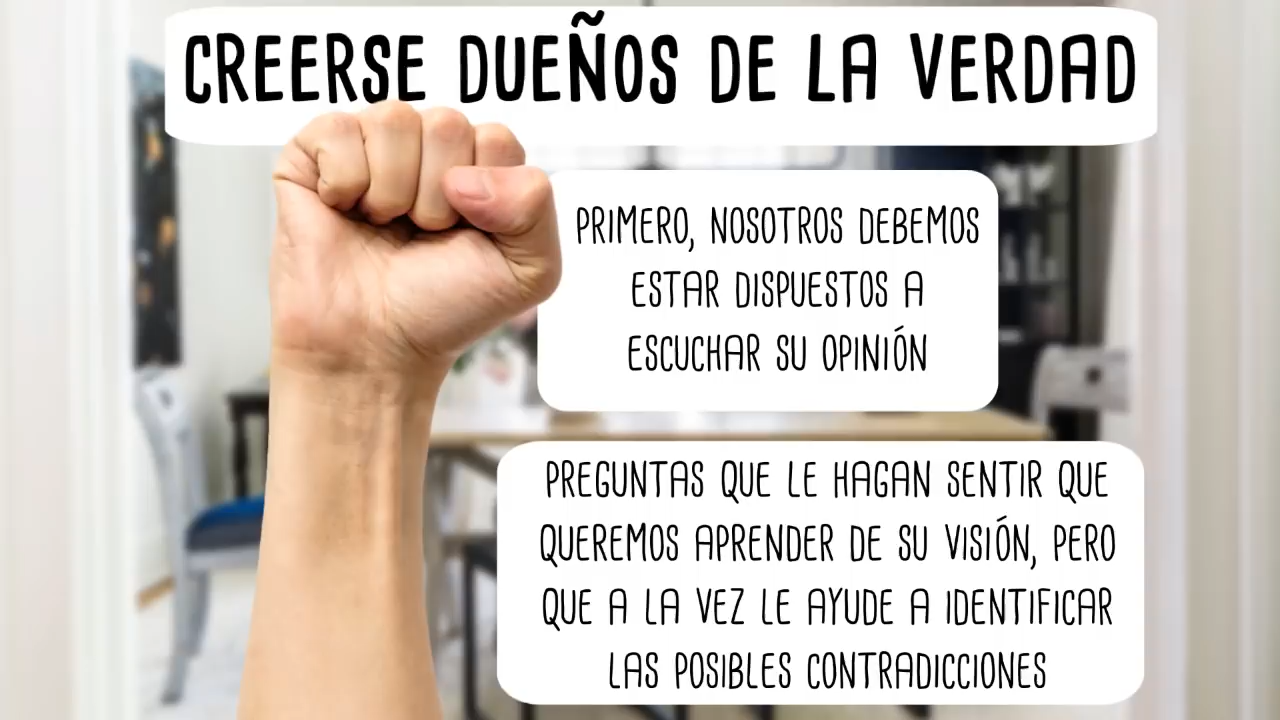 CREERSE DUEÑOS DE LA VERDAD
PRIMERO, NOSOTROS DEBEMOS
ESTAR DISPUESTOS A
ESCUCHAR SU OPINIÓN
PREGUNTAS QUE LE HAGAN SENTIR QUE
QUEREMOS APRENDER DE SU VISIÓN, PERO
QUE A LA VEZ LE AYUDE A IDENTIFICAR
LAS POSIBLES CONTRADICCIONES